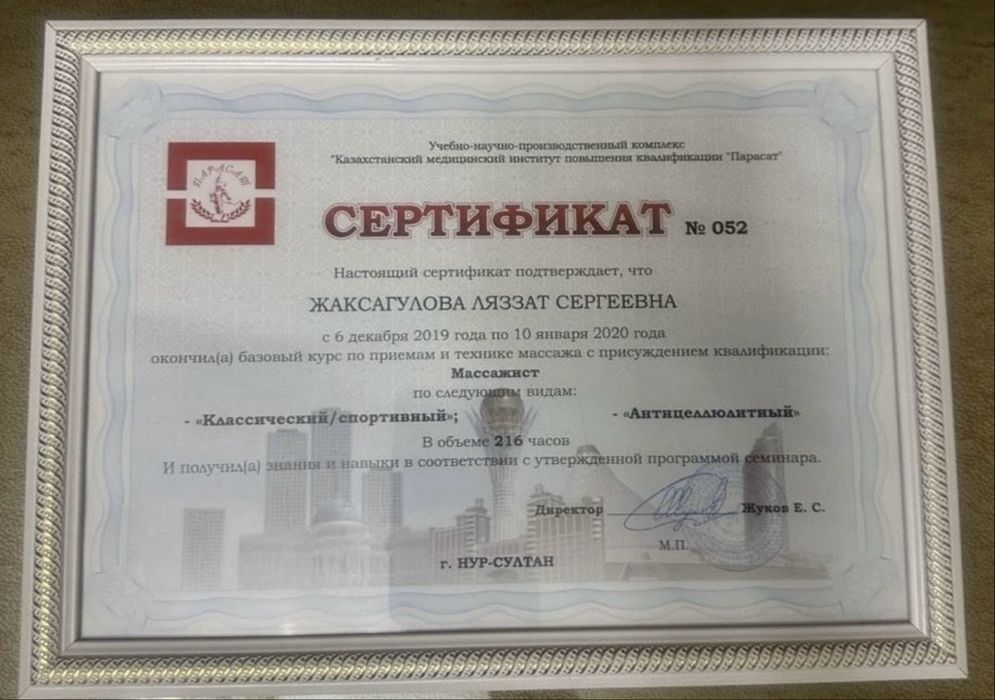 Учебно-научно-производственный комплекс
"Казахстанский медицинский институт повышения квалификации "Парасат"
ПАРАСАТ
СЕРТИФИКАТ № 052
Настоящий сертификат подтверждает, что
ЖАКСАГУЛОВА ЛЯЗЗАТ СЕРГЕЕВНА
с 6 декабря 2019 года по 10 января 2020 года
окончил(а) базовый курс по приемам и технике массажа с присуждением квалификации:
Массажист
по следующим видам:
- «Классический/спортивный»; - «Антицеллюлитный»
В объеме 216 часов
И получил(а) знания и навыки в соответствии с утвержденной программой семинара.
Директор Жуков Е. С.
М.П.
г. НУР-СУЛТАН